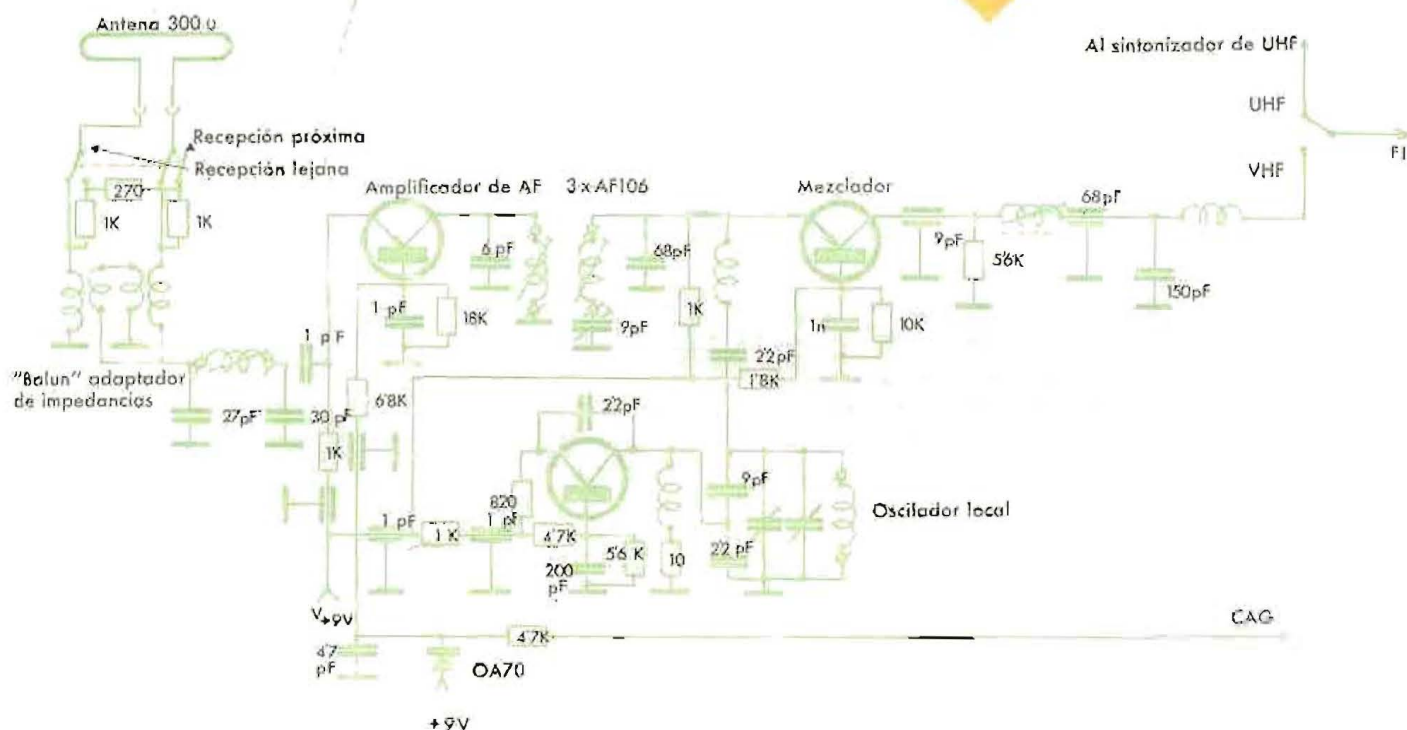 Antena 300 Ω
Al sintonizador de UHF
UHF
FI
VHF
Recepción próxima
Recepción lejana
270
1K
1K
Amplificador de AF
3 x AF106
Mezclador
6 pF
68pF
9pF
5'6K
68pF
150pF
1 pF
18K
9pF
1K
1n
10K
22pF
1'8K
1 pF
"Balun" adaptador
de impedancias
27pF
30 pF
6'8K
1K
22pF
820
9pF
Oscilador local
1 pF
1 K
1 pF
4'7K
5'6 K
200
pF
10
22 pF
V+9V
47
pF
OA70
4'7K
CAG
+9V